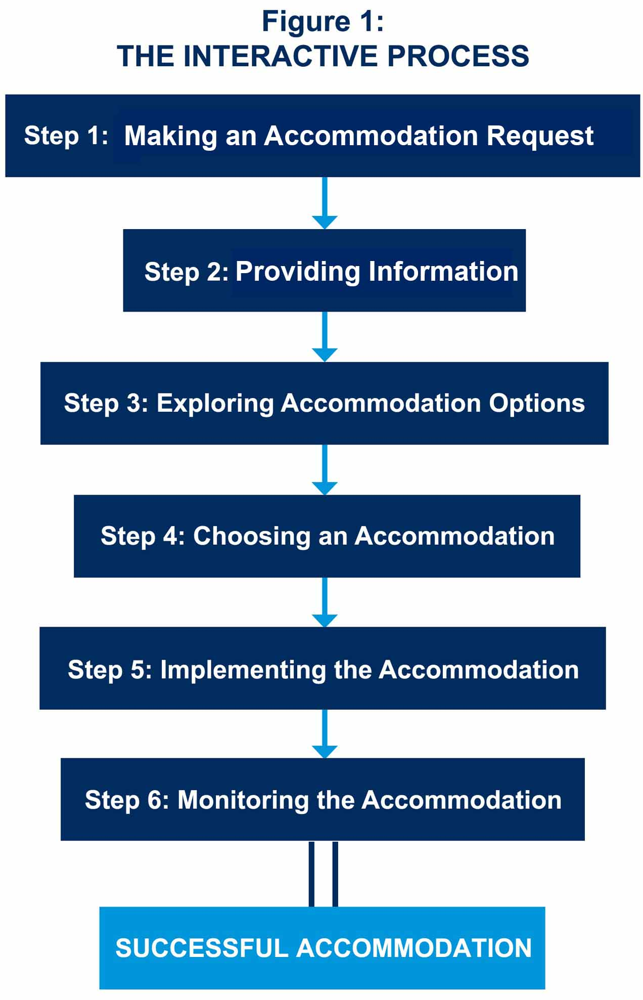 Figure 1:
THE INTERACTIVE PROCESS
Step 1: Making an Accommodation Request
Step 2: Providing Information
Step 3: Exploring Accommodation Options
Step 4: Choosing an Accommodation
Step 5: Implementing the Accommodation
Step 6: Monitoring the Accommodation
SUCCESSFUL ACCOMMODATION